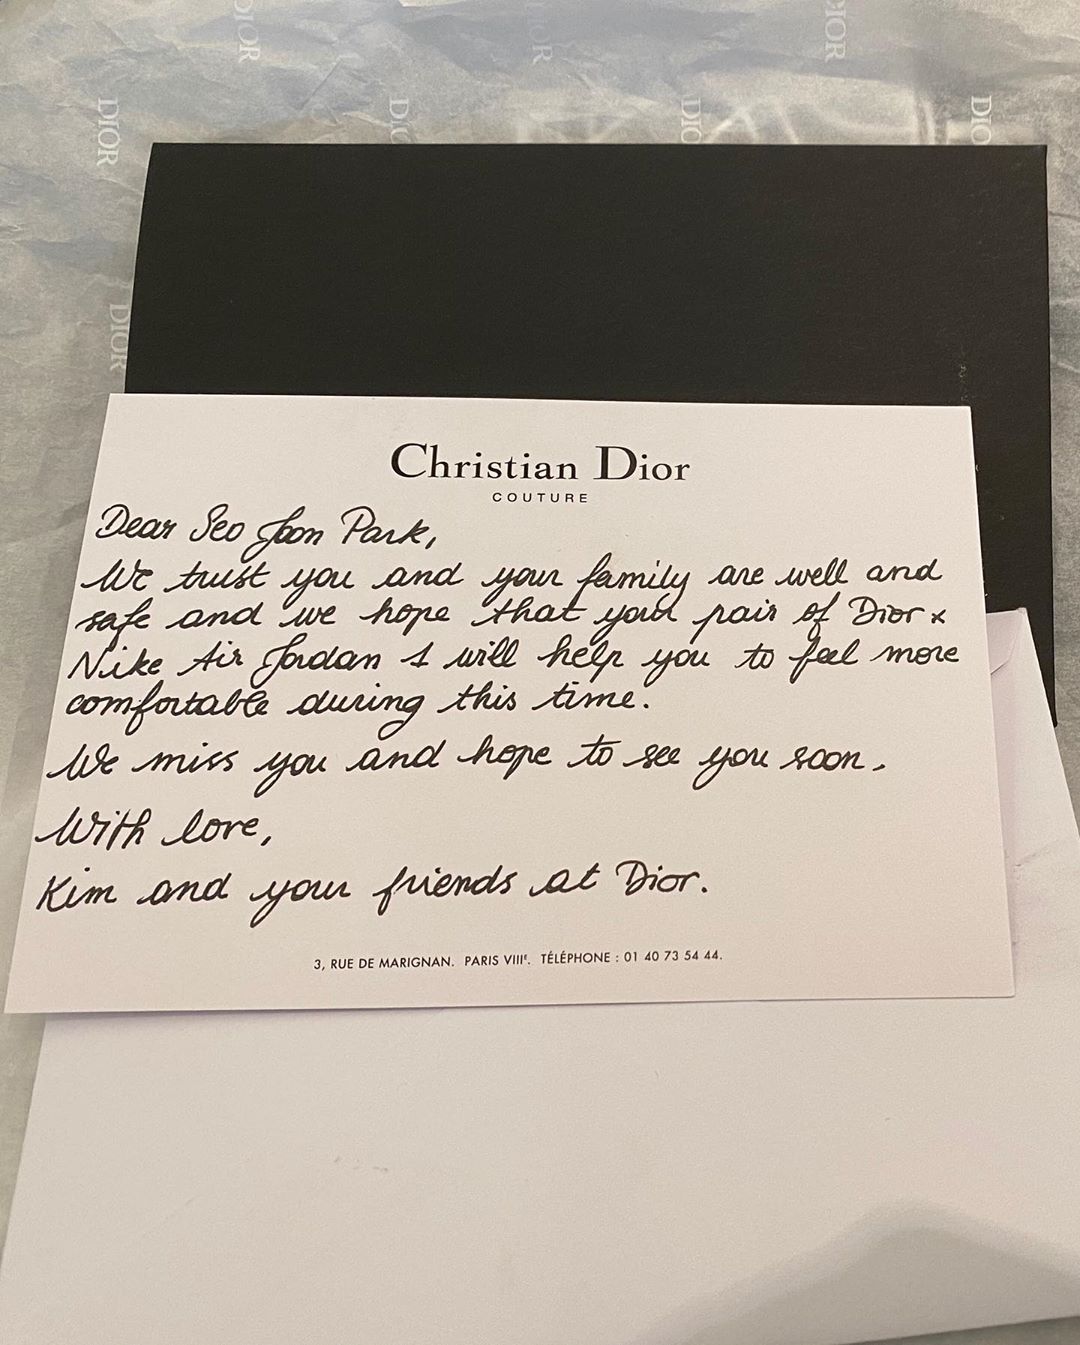 DIOR
DIOR
DIOR
DIOR
DIOR
DIOR
DIOR
DIOR
Christian Dior
COUTURE
Dear Seo Joon Park,
We trust you and your family are well and
safe and we hope that your pair of Dior x
Nike Air Jordan 1 will help you to feel more
comfortable during this time.
We miss you and hope to see you soon.
With love,
Kim and your friends at Dior.
3, RUE DE MARIGNAN. PARIS VIIIᵉ. TÉLÉPHONE : 01 40 73 54 44.